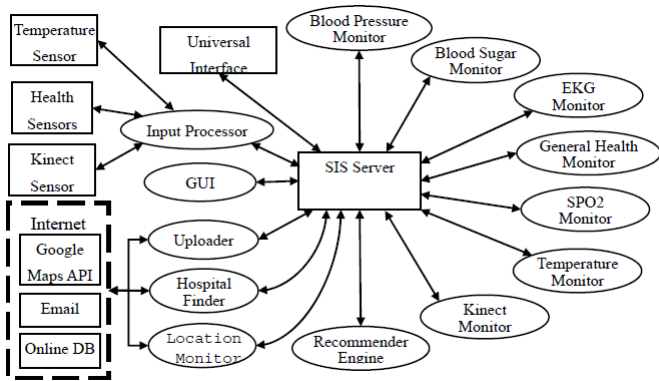 Temperature
Sensor
Universal
Interface
Blood Pressure
Monitor
Blood Sugar
Monitor
EKG
Monitor
Health
Sensors
Input Processor
General Health
Monitor
Kinect
Sensor
GUI
SIS Server
SPO2
Monitor
Internet
Google
Maps API
Email
Online DB
Uploader
Hospital
Finder
Location
Monitor
Temperature
Monitor
Kinect
Monitor
Recommender
Engine